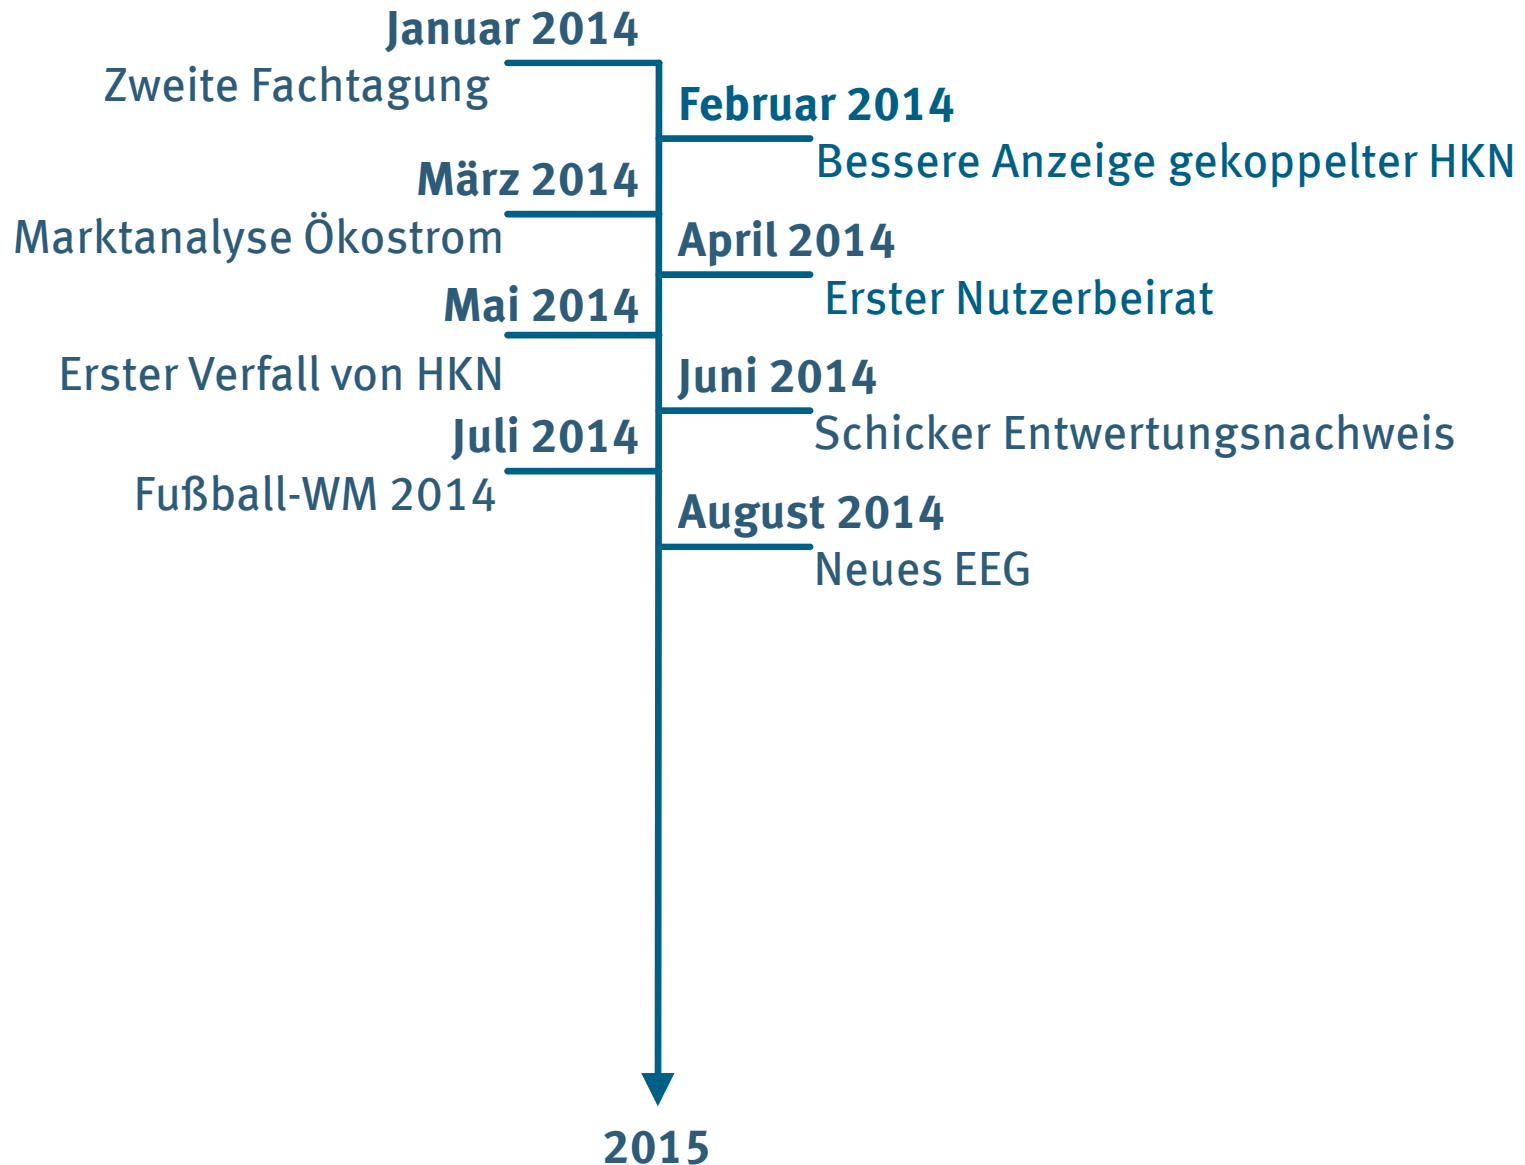 Januar 2014
Zweite Fachtagung
Februar 2014
Bessere Anzeige gekoppelter HKN
März 2014
Marktanalyse Ökostrom
April 2014
Erster Nutzerbeirat
Mai 2014
Erster Verfall von HKN
Juni 2014
Schicker Entwertungsnachweis
Juli 2014
Fußball-WM 2014
August 2014
Neues EEG
2015